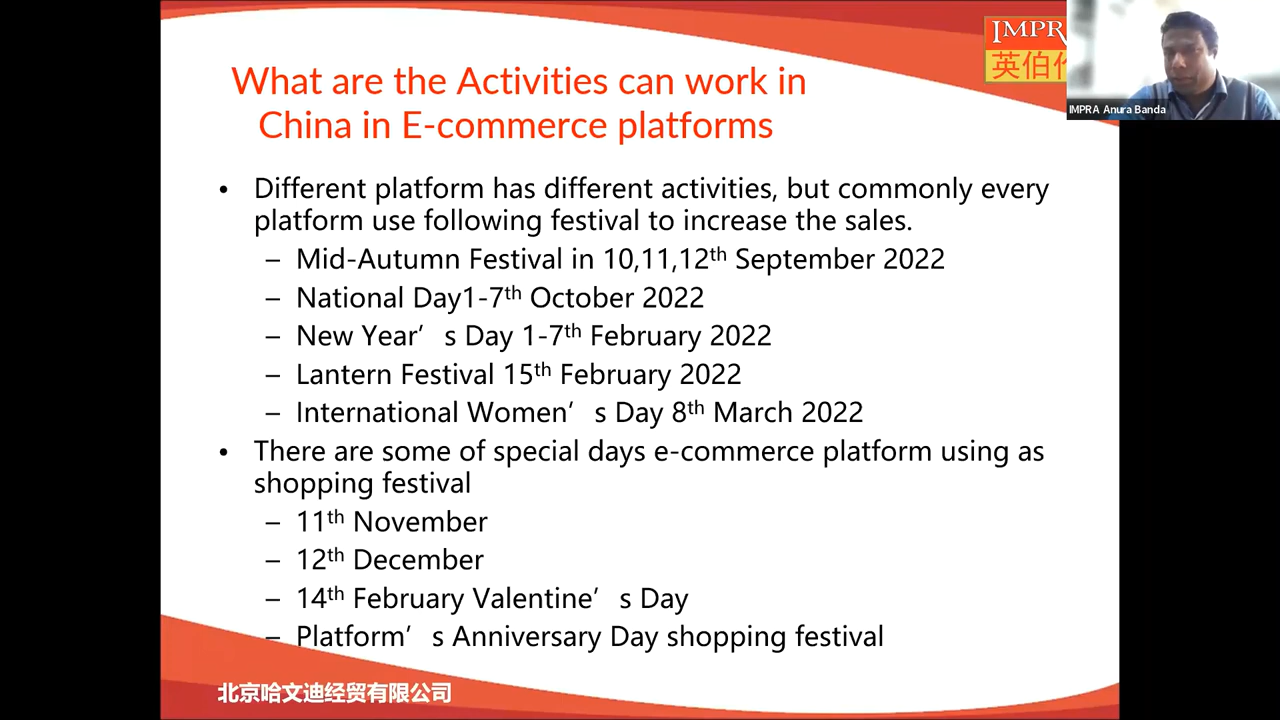 What are the Activities can work in
China in E-commerce platforms
IMPR
英伯
IMPRA Anura Banda
• Different platform has different activities, but commonly every
platform use following festival to increase the sales.
– Mid-Autumn Festival in 10,11,12th September 2022
– National Day1-7th October 2022
– New Year’s Day 1-7th February 2022
– Lantern Festival 15th February 2022
– International Women’s Day 8th March 2022
• There are some of special days e-commerce platform using as
shopping festival
– 11th November
– 12th December
– 14th February Valentine’s Day
– Platform’s Anniversary Day shopping festival
北京哈文迪经贸有限公司